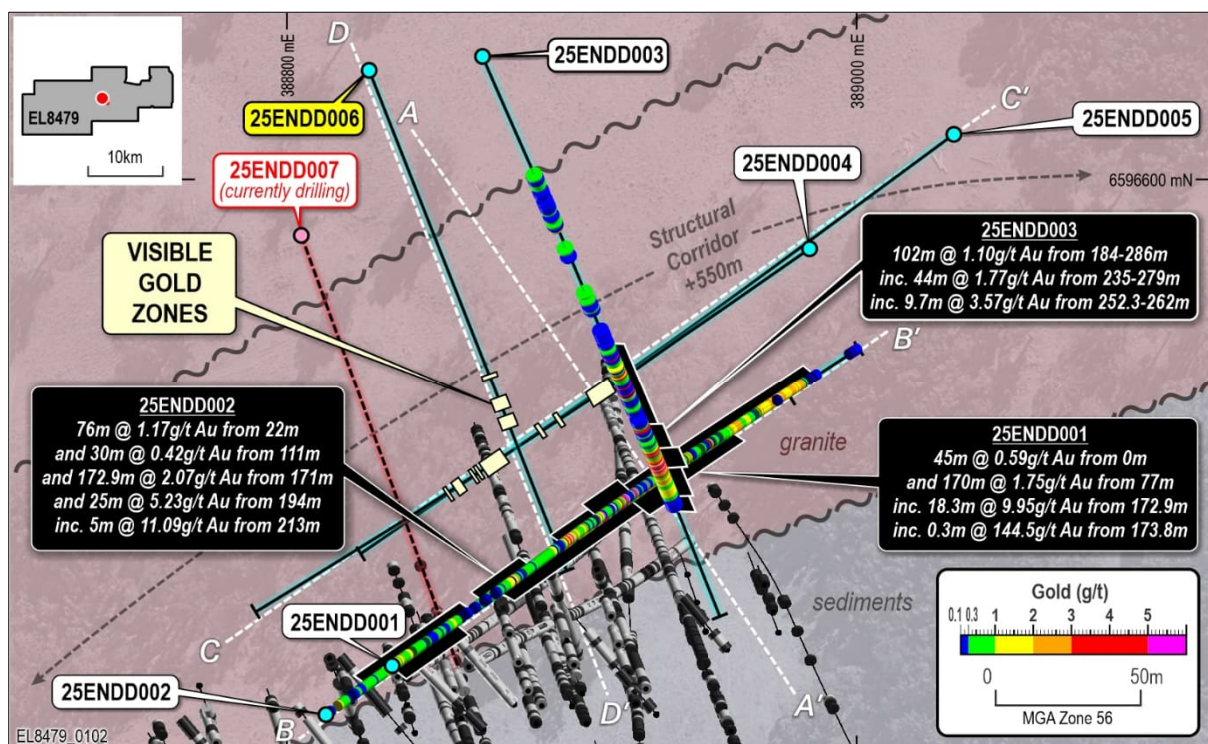 EL8479
10km
388800 mE
D
25ENDD006
A
25ENDD003
389000 mE
C'
25ENDD005
25ENDD004
6596600 mN
25ENDD007
(currently drilling)
VISIBLE
GOLD
ZONES
Structural
Corridor
+550m
25ENDD003
102m @ 1.10g/t Au from 184-286m
inc. 44m @ 1.77g/t Au from 235-279m
inc. 9.7m @ 3.57g/t Au from 252.3-262m
B'
25ENDD002
76m @ 1.17g/t Au from 22m
and 30m @ 0.42g/t Au from 111m
and 172.9m @ 2.07g/t Au from 171m
and 25m @ 5.23g/t Au from 194m
inc. 5m @ 11.09g/t Au from 213m
granite
25ENDD001
45m @ 0.59g/t Au from 0m
and 170m @ 1.75g/t Au from 77m
inc. 18.3m @ 9.95g/t Au from 172.9m
inc. 0.3m @ 144.5g/t Au from 173.8m
sediments
C
25ENDD001
25ENDD002
B
D'
A'
Gold (g/t)
0.1 0.3 1 2 3 4 5
0 50m
MGA Zone 56
EL8479_0102